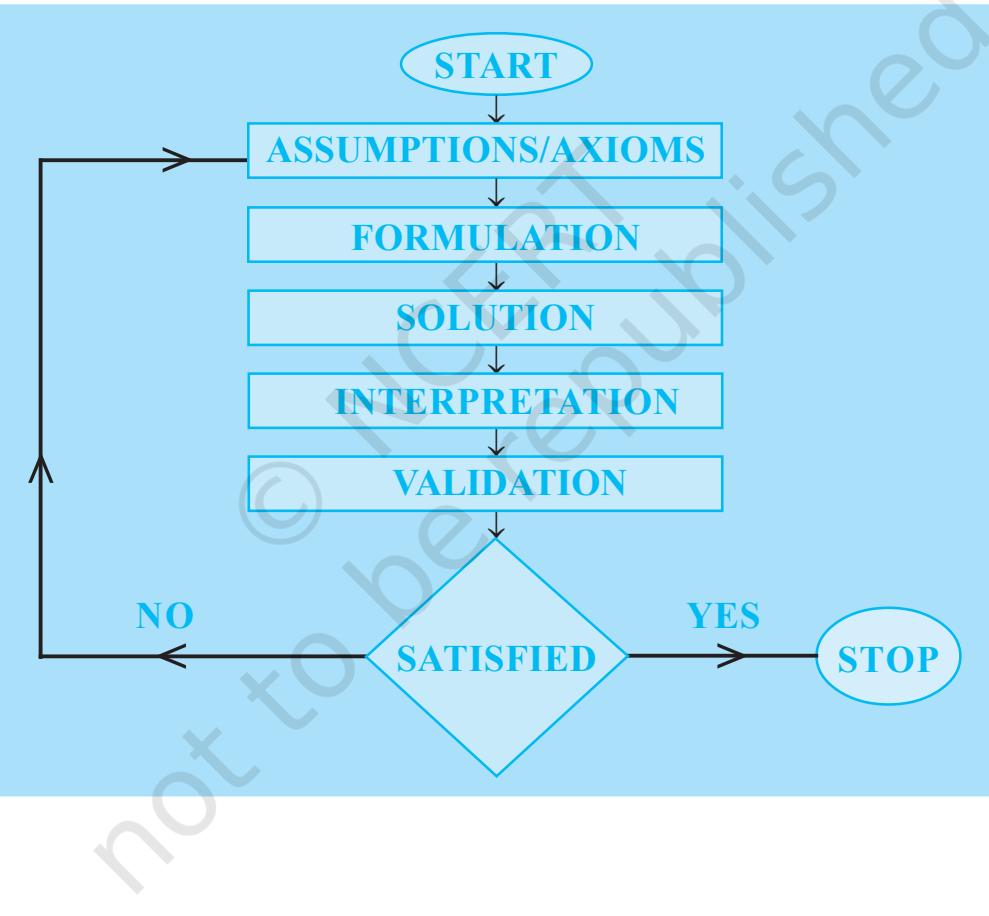 START
ASSUMPTIONS/AXIOMS
FORMULATION
SOLUTION
INTERPRETATION
VALIDATION
NO
YES
SATISFIED
STOP
© NCERT
not to be republished